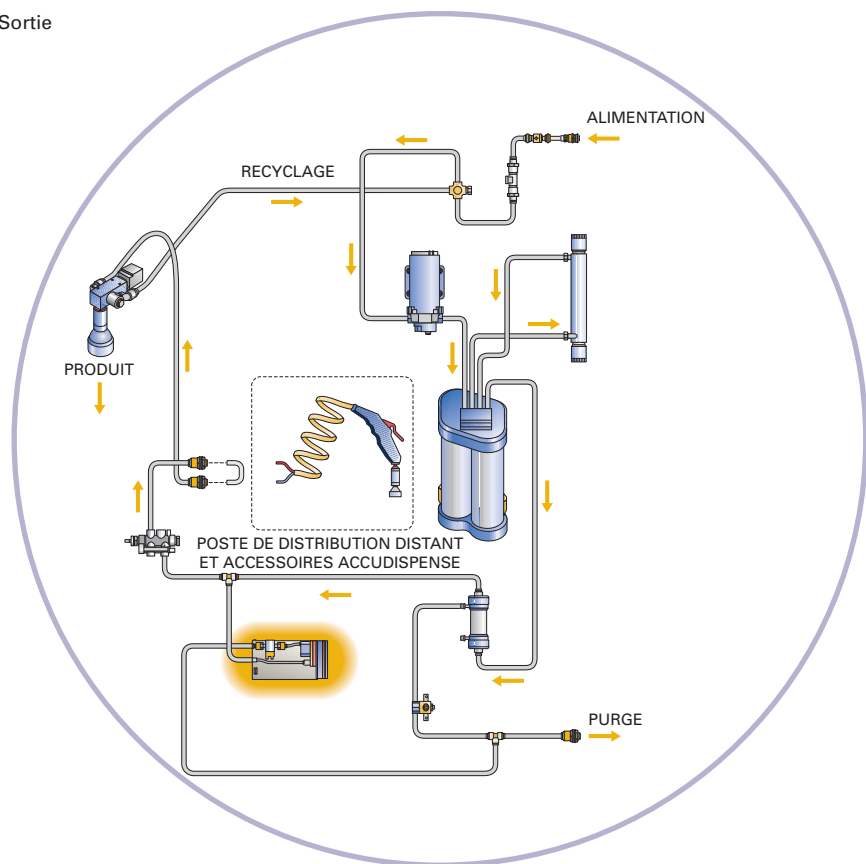 Sortie
ALIMENTATION
RECYCLAGE
PRODUIT
POSTE DE DISTRIBUTION DISTANT
ET ACCESSOIRES ACCUDISPENSE
PURGE